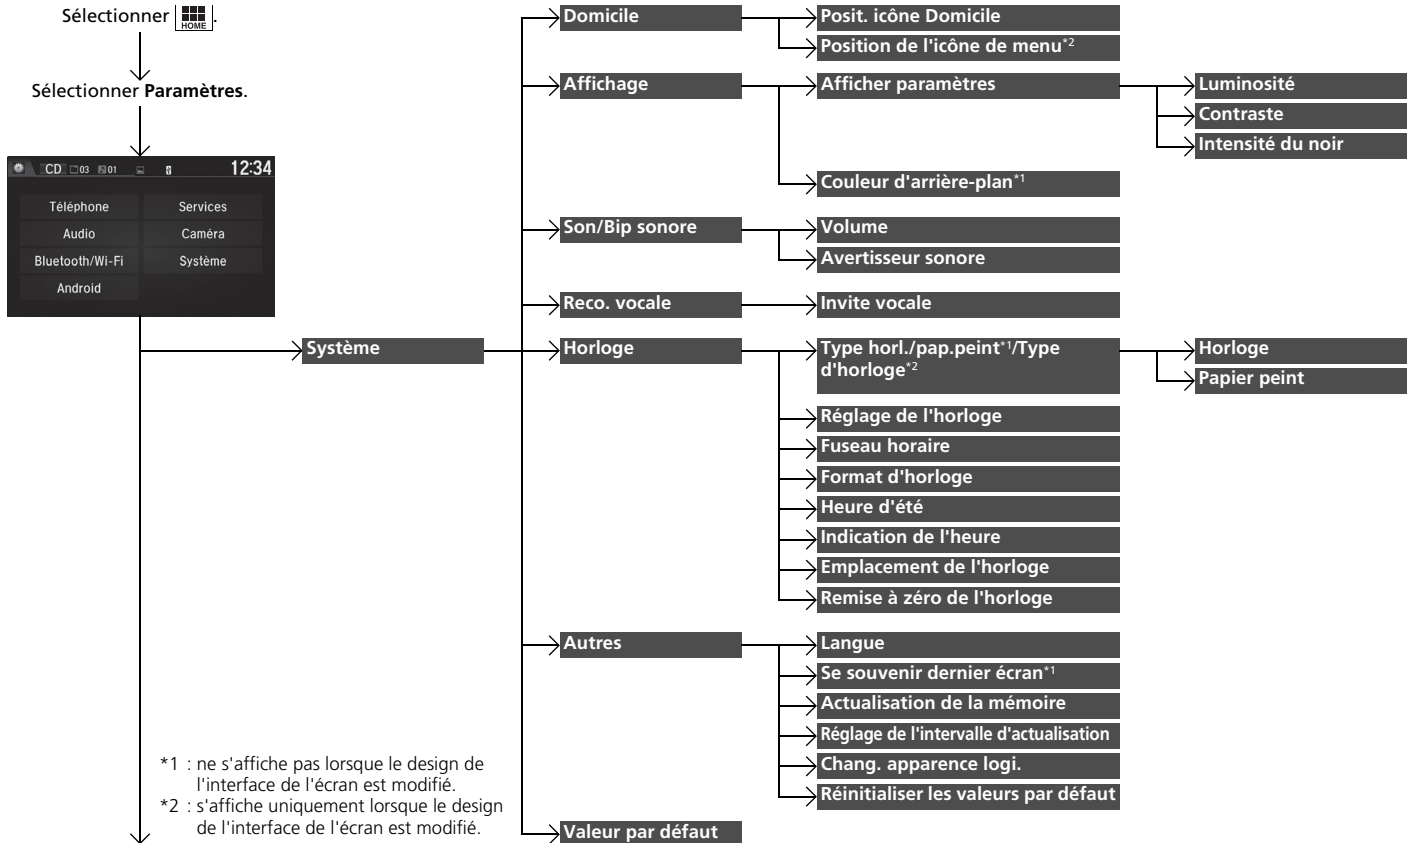 Sélectionner HOME.
Sélectionner Paramètres.
CD 03 01 12:34
Téléphone Services
Audio Caméra
Bluetooth/Wi-Fi Système
Android
Système
Domicile
Posit. icône Domicile
Position de l'icône de menu*2
Affichage
Afficher paramètres
Luminosité
Contraste
Intensité du noir
Couleur d'arrière-plan*1
Son/Bip sonore
Volume
Avertisseur sonore
Reco. vocale
Invite vocale
Horloge
Type horl./pap.peint*1/Type
d'horloge*2
Horloge
Papier peint
Réglage de l'horloge
Fuseau horaire
Format d'horloge
Heure d'été
Indication de l'heure
Emplacement de l'horloge
Remise à zéro de l'horloge
Autres
Langue
Se souvenir dernier écran*1
Actualisation de la mémoire
Réglage de l'intervalle d'actualisation
Chang. apparence logi.
Réinitialiser les valeurs par défaut
Valeur par défaut
*1 : ne s'affiche pas lorsque le design de
l'interface de l'écran est modifié.
*2 : s'affiche uniquement lorsque le design
de l'interface de l'écran est modifié.